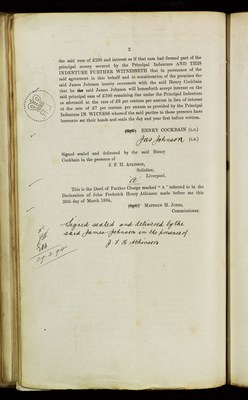 2
the said sum of £100 and interest as if that sum had formed part of the
principal money secured by the Principal Indenture AND THIS
INDENTURE FURTHER WITNESSETH that in pursuance of the
said agreement in this behalf and in consideration of the premises the
said James Johnson hereby covenants with the said Henry Cockbain
that he the said James Johnson will henceforth accept interest on the
said principal sum of £300 remaining due under the Principal Indenture
as aforesaid at the rate of £6 per centum per annum in lieu of interest
at the rate of £7 per centum per annum as provided by the Principal
Indenture IN WITNESS whereof the said parties to these presents have
hereunto set their hands and seals the day and year first before written.
HENRY COCKBAIN (L.S.)
Jas Johnson (L.S.)
Signed sealed and delivered by the said Henry
Cockbain in the presence of
J. F. H. ATKINSON,
Solicitor,
Liverpool.
This is the Deed of Further Charge marked " A " referred to in the
Declaration of John Frederick Henry Atkinson made before me this
26th day of March 1894,
MATTHEW H. JONES,
Commissioner.
Signed sealed and delivered by the
said James Johnson in the presence of
J. F. H. Atkinson